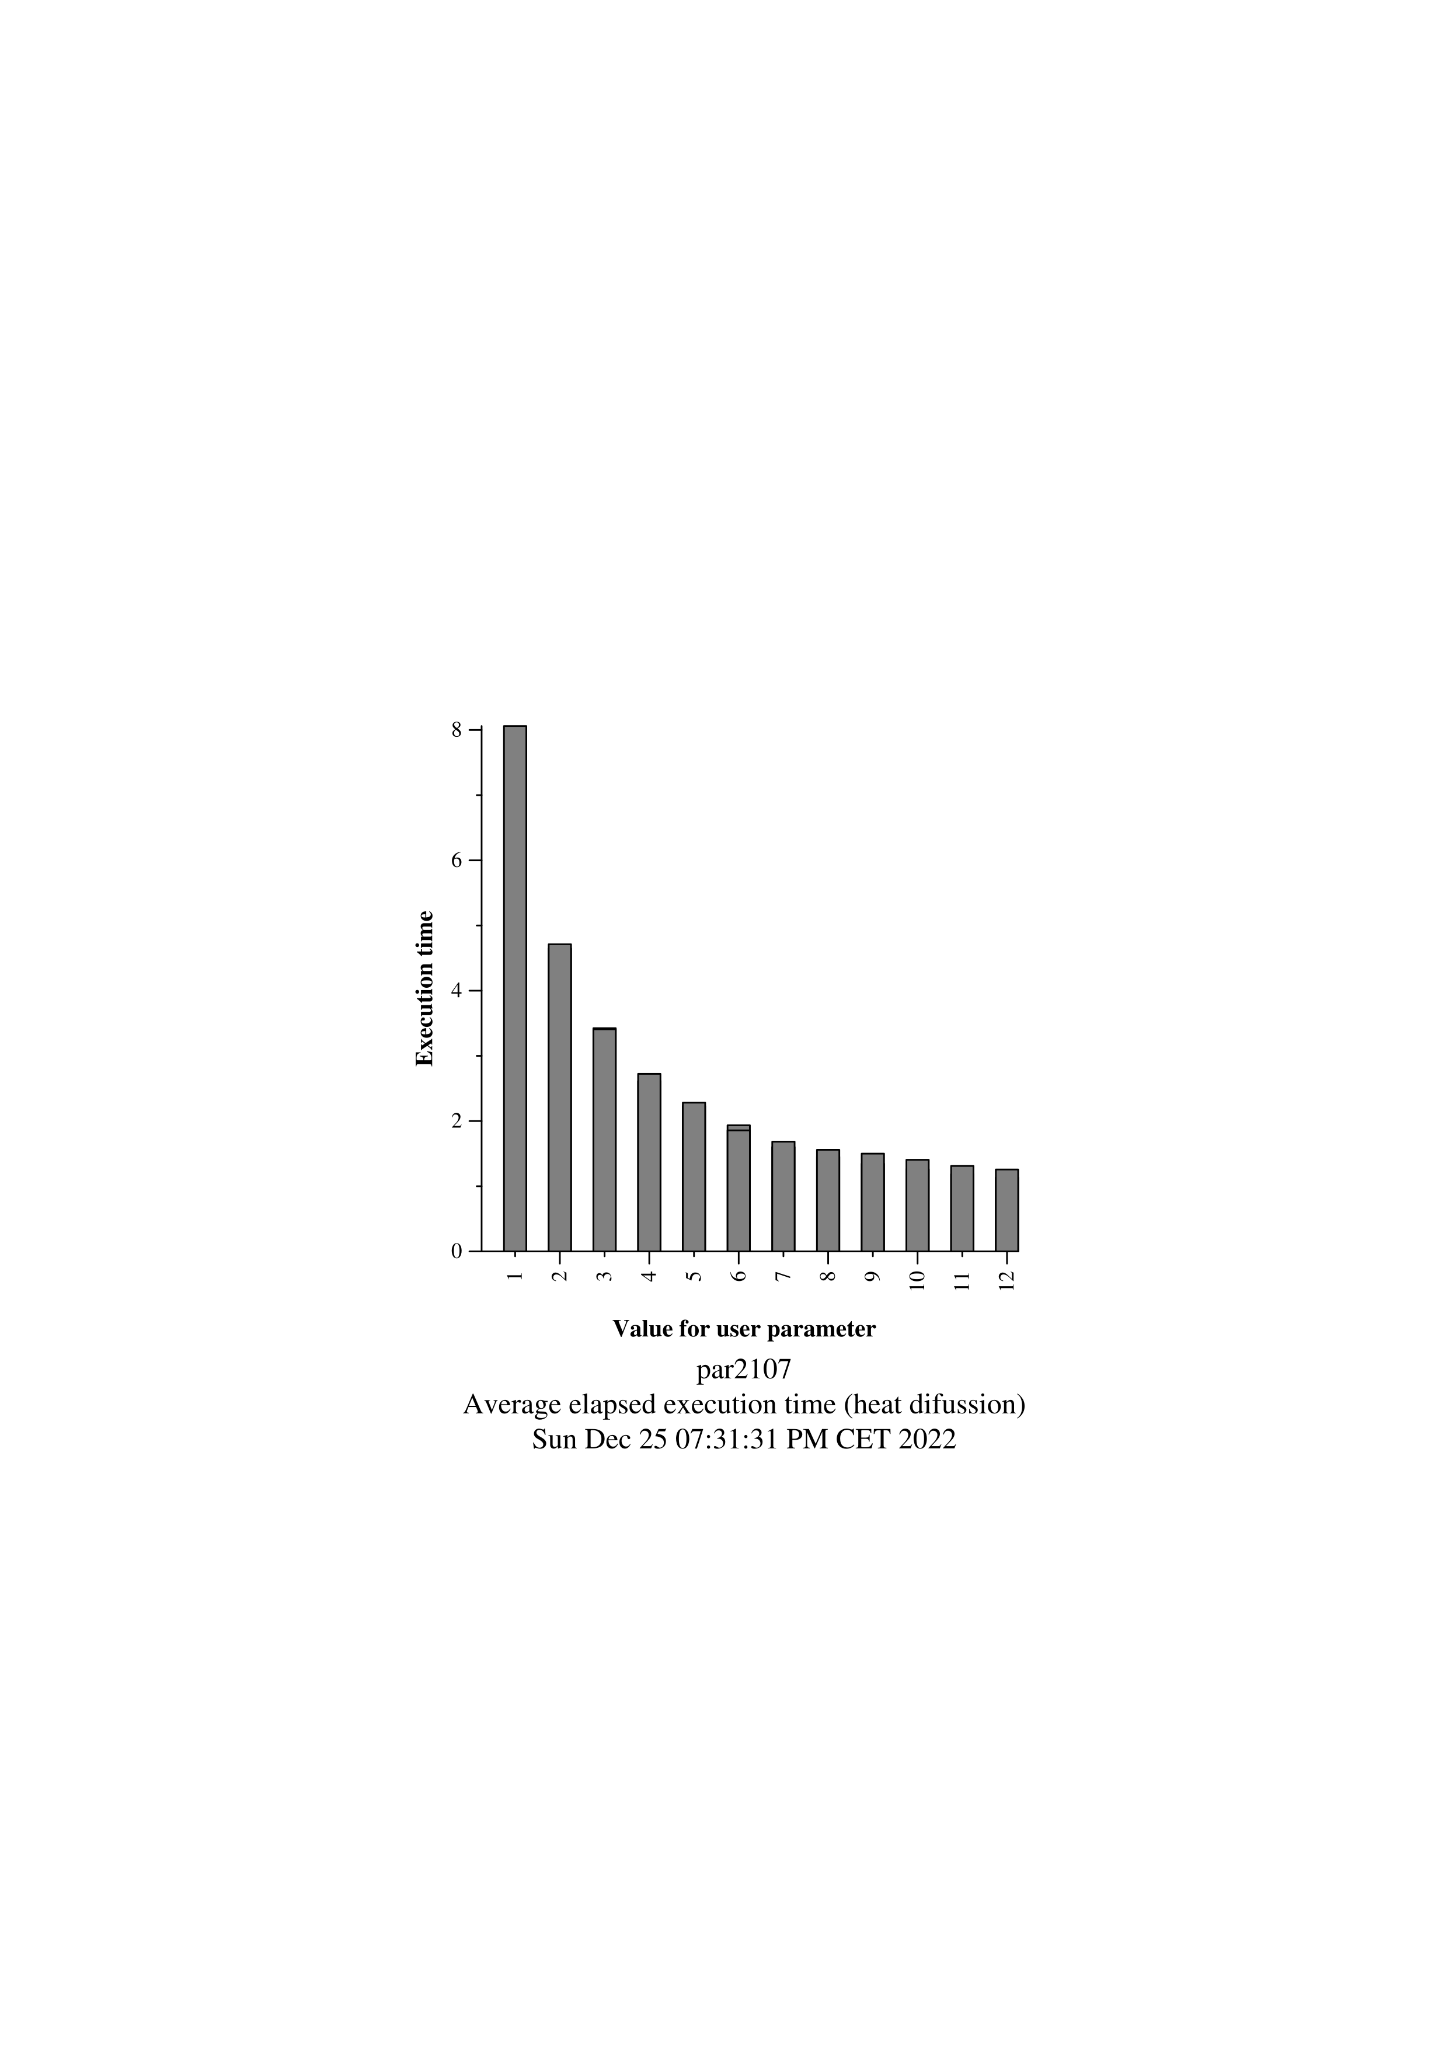 8
6
4
2
0
Execution time
1 2 3 4 5 6 7 8 9 10 11 12
Value for user parameter
par2107
Average elapsed execution time (heat difussion)
Sun Dec 25 07:31:31 PM CET 2022